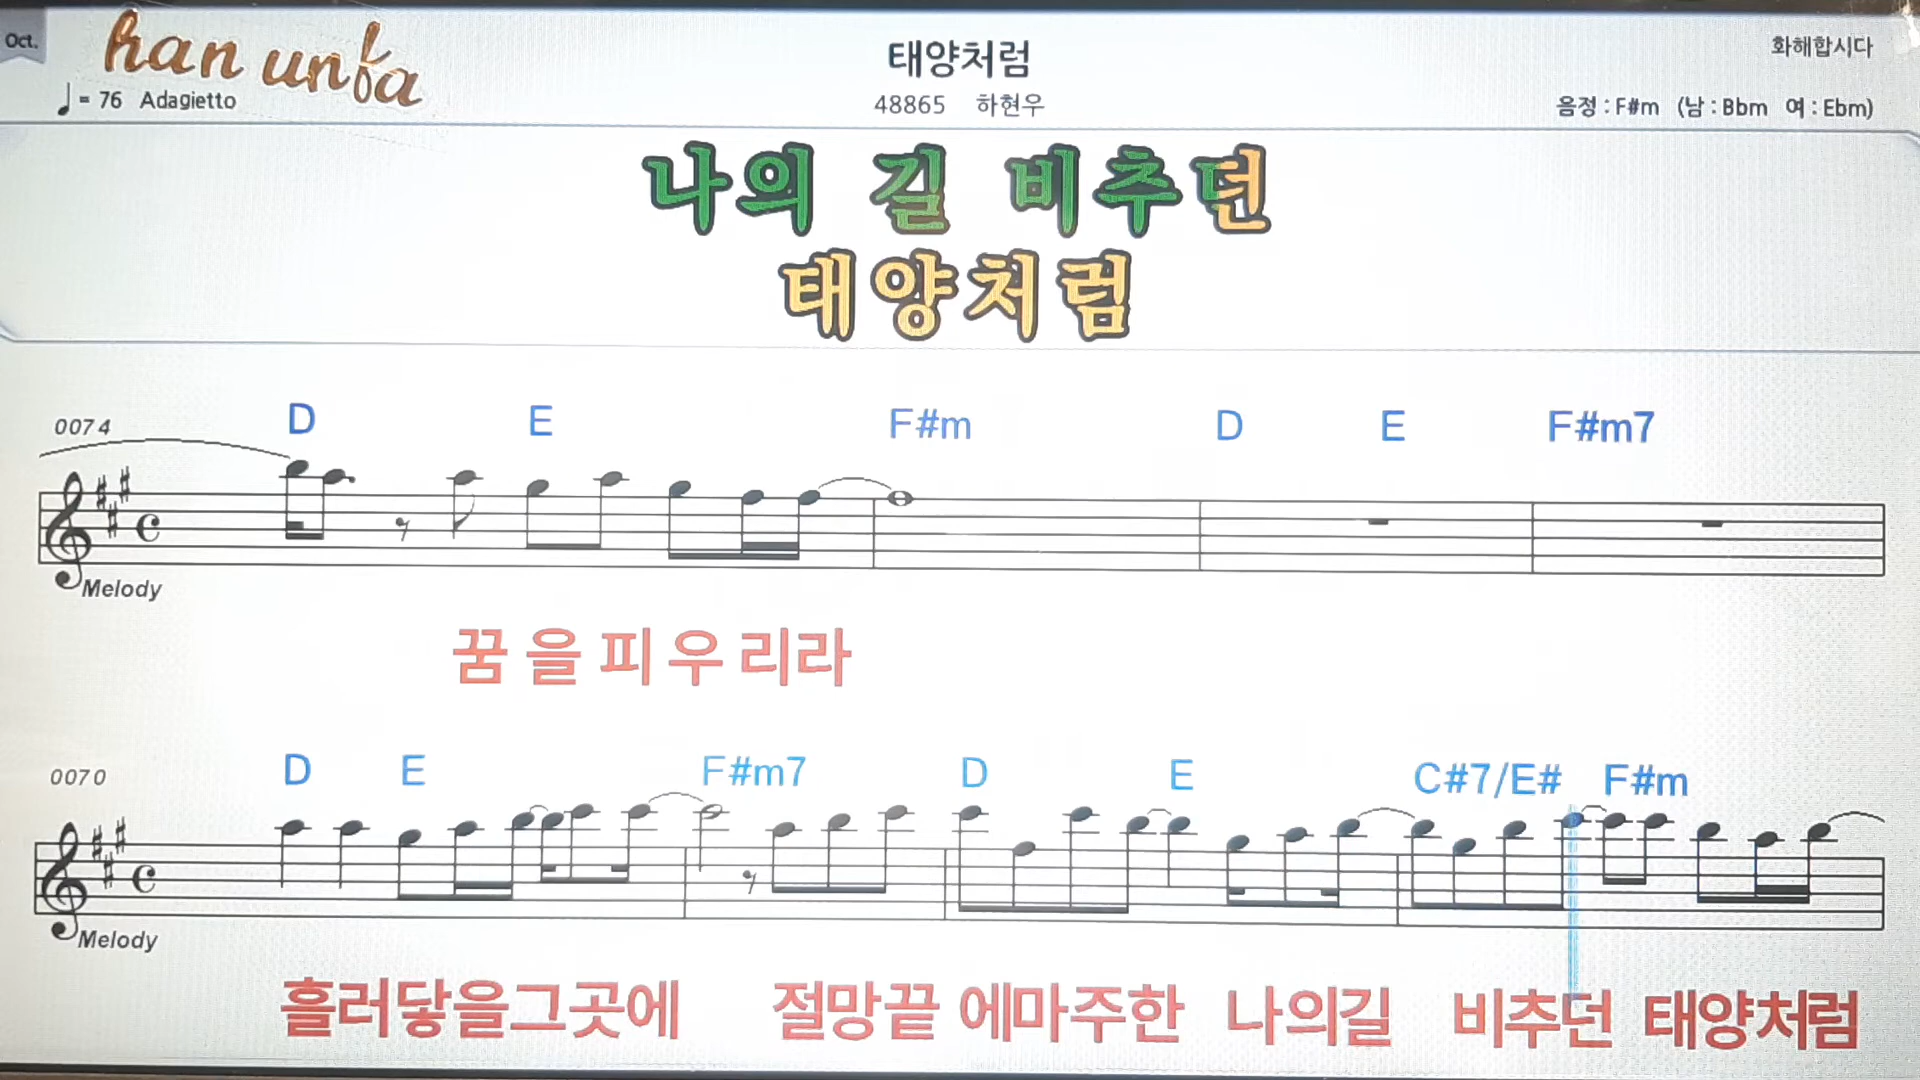 Oct.
han unfa
= 76 Adagietto
태양처럼
48865 하현우
화해합시다
음정 : F#m (남 : Bbm 여 : Ebm)
나의 길 비추던
태양처럼
0074
D E F#m D E F#m7
Melody
꿈 을 피 우 리라
0070
D E F#m7 D E C#7/E# F#m
Melody
흘러닿을그곳에 절망끝 에마주한 나의길 비추던 태양처럼